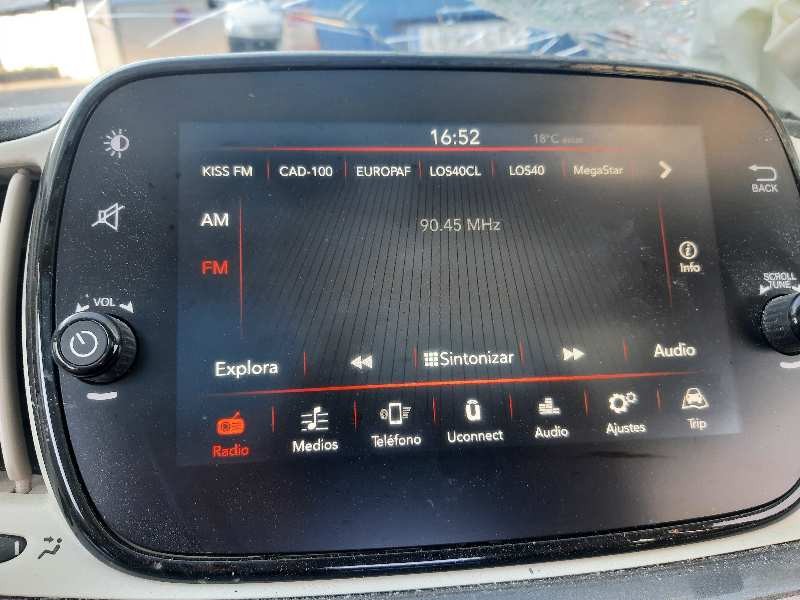 16:52 18°C
KISS FM CAD-100 EUROPAF LOS40CL LOS40 MegaStar
BACK
AM
90.45 MHz
FM
Info
VOL
SCROLL
TUNE
Explora Sintonizar Audio
Radio Medios Teléfono Uconnect Audio Ajustes Trip